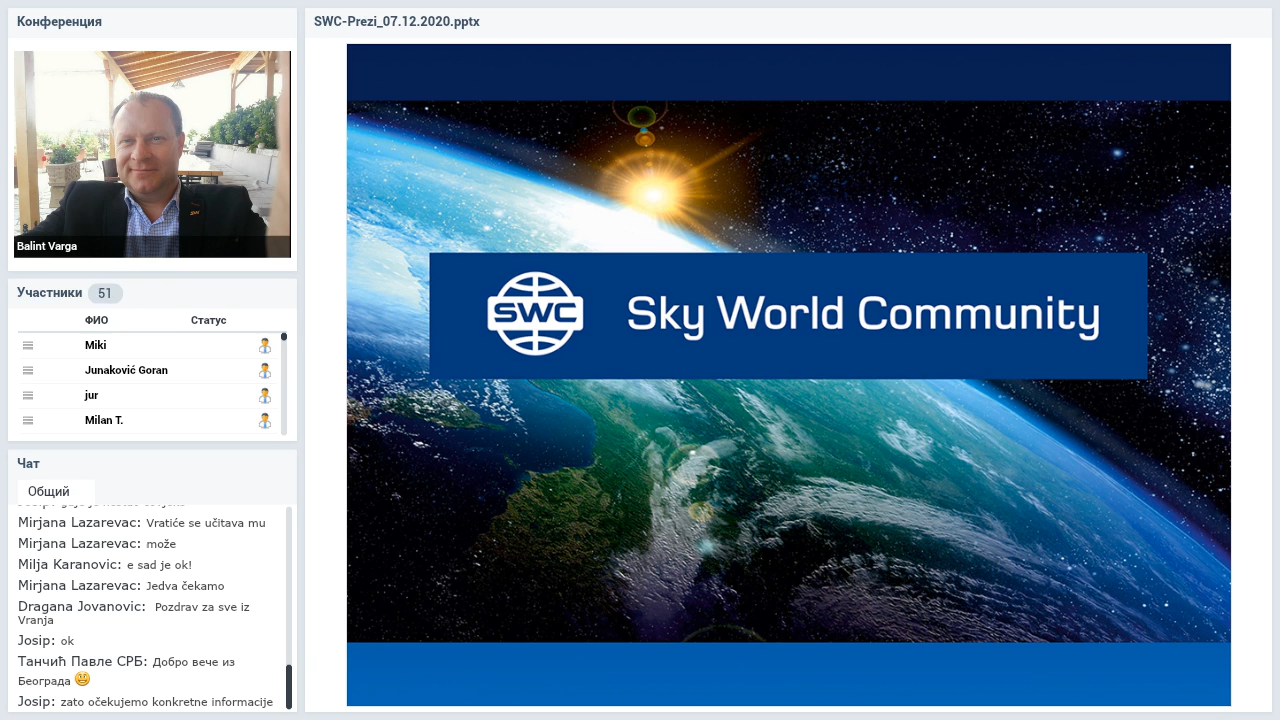 Конференция
Balint Varga
Участники 51
ФИО Статус
Miki
Junaković Goran
jur
Milan T.
Чат
Общий
Mirjana Lazarevac: Vratiće se učitava mu
Mirjana Lazarevac: može
Milja Karanovic: e sad je ok!
Mirjana Lazarevac: Jedva čekamo
Dragana Jovanovic: Pozdrav za sve iz
Vranja
Josip: ok
Танчић Павле СРБ: Добро вече из
Београда
Josip: zato očekujemo konkretne informacije
SWC-Prezi_07.12.2020.pptx
SWC Sky World Community